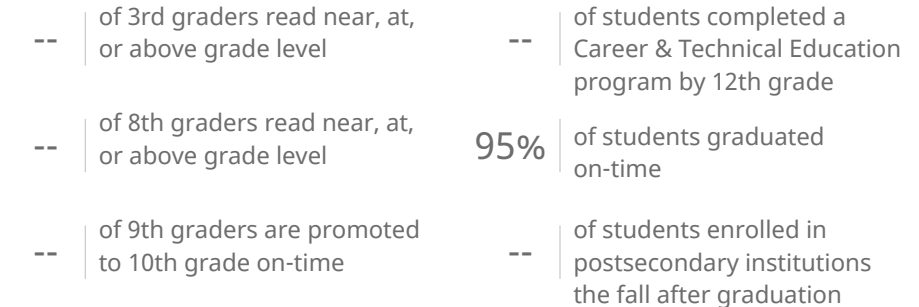 --
of 3rd graders read near, at,
or above grade level
--
of 8th graders read near, at,
or above grade level
--
of 9th graders are promoted
to 10th grade on-time
--
of students completed a
Career & Technical Education
program by 12th grade
95%
of students graduated
on-time
--
of students enrolled in
postsecondary institutions
the fall after graduation